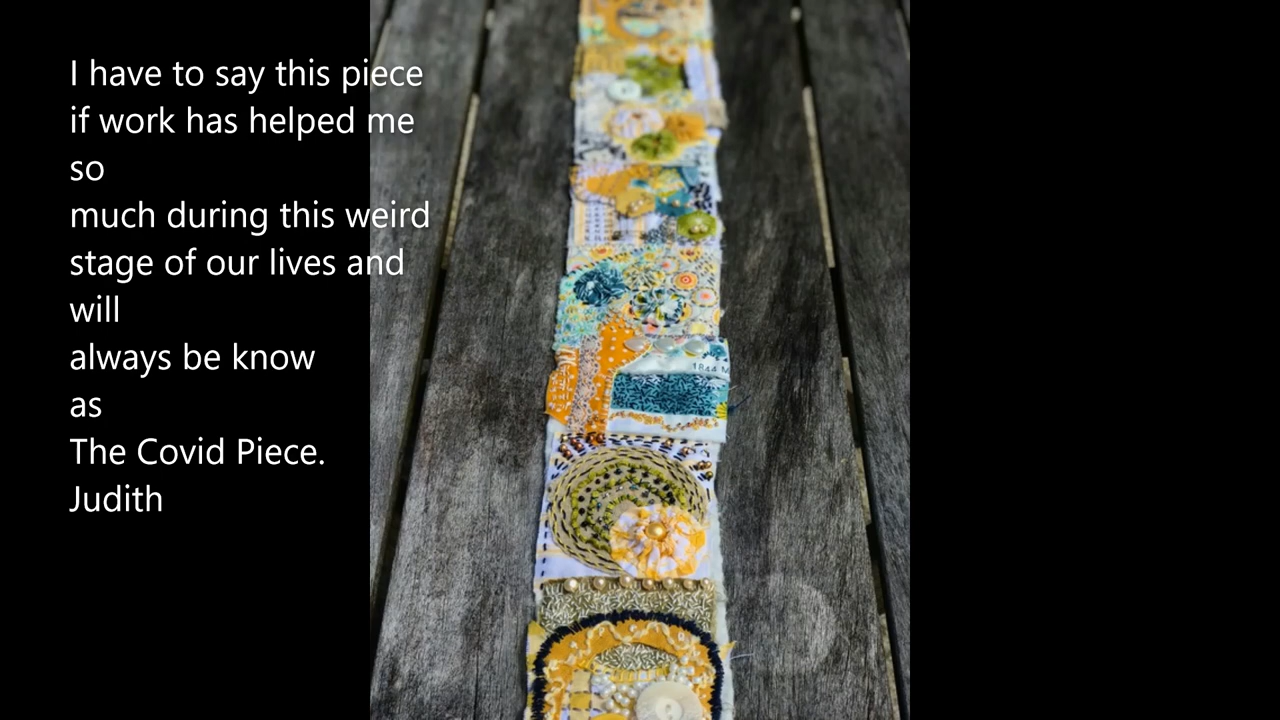 I have to say this piece
if work has helped me
so
much during this weird
stage of our lives and
will
always be know
as
The Covid Piece.
Judith
1844 M